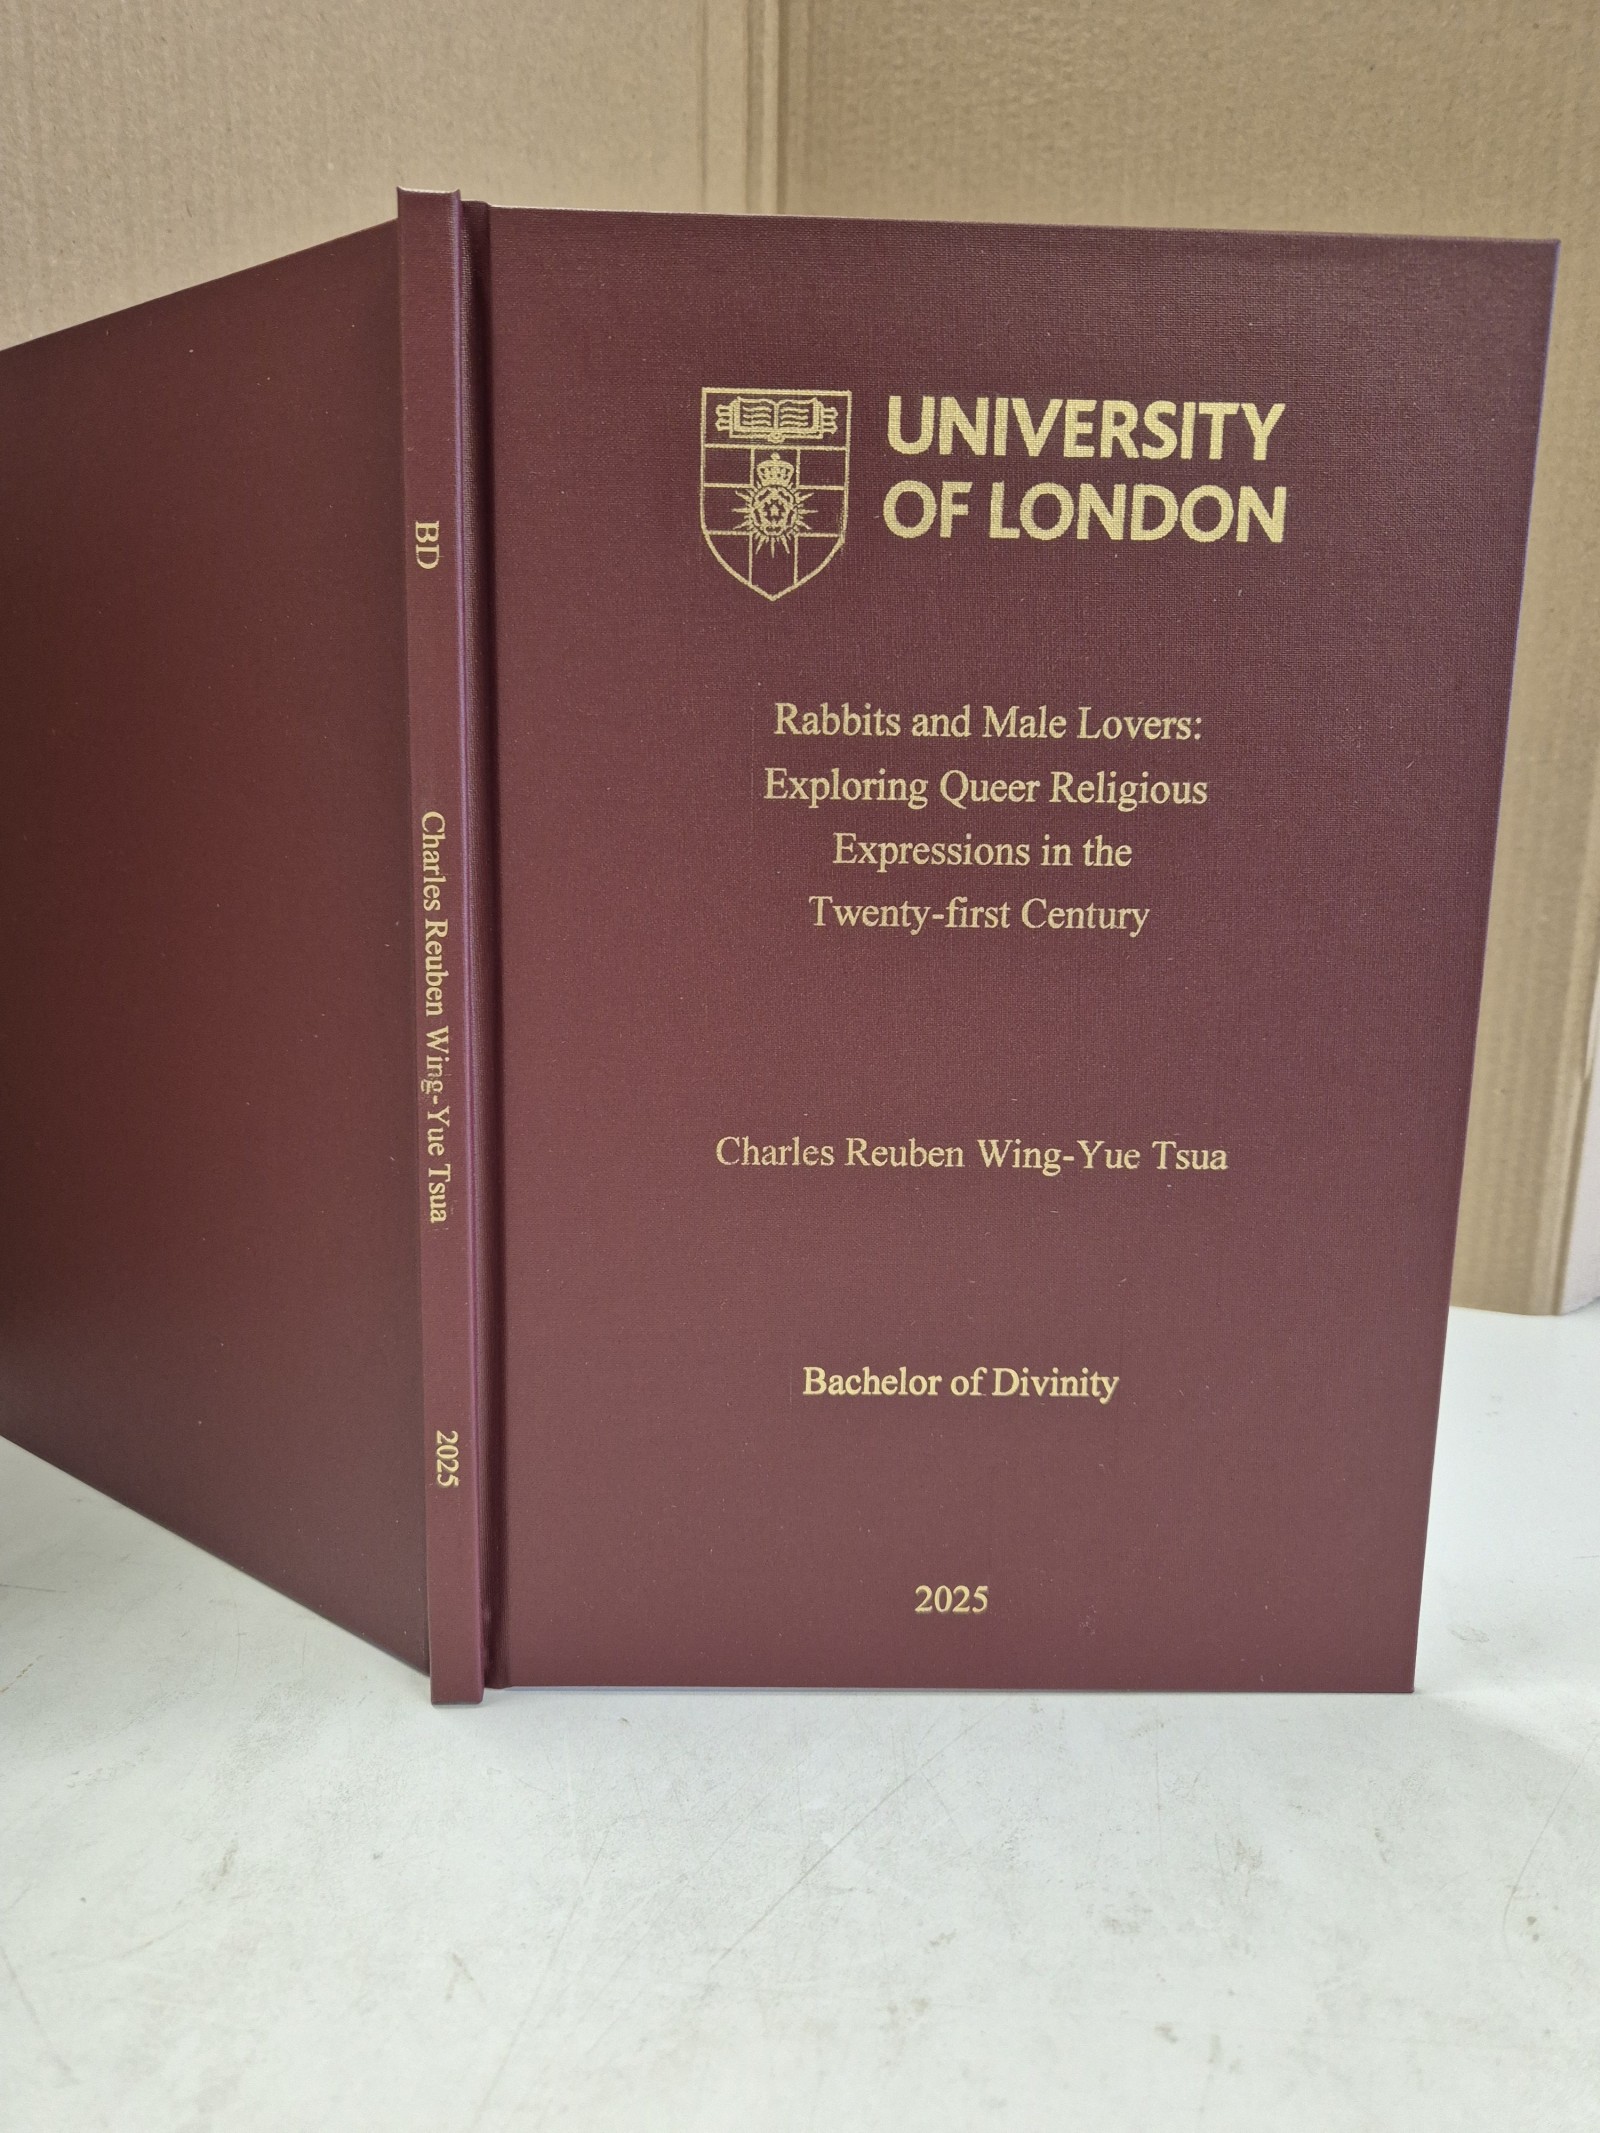 BD
Charles Reuben Wing-Yue Tsua
2025
UNIVERSITY
OF LONDON
Rabbits and Male Lovers:
Exploring Queer Religious
Expressions in the
Twenty-first Century
Charles Reuben Wing-Yue Tsua
Bachelor of Divinity
2025